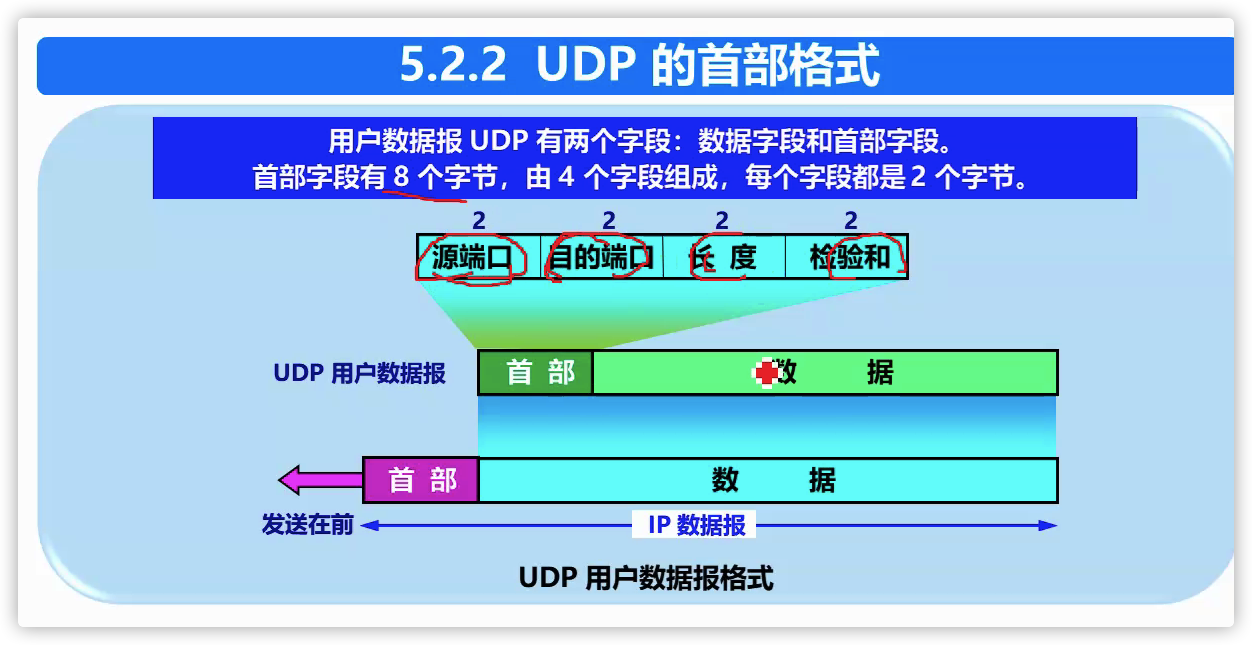 5.2.2 UDP 的首部格式
用户数据报 UDP 有两个字段：数据字段和首部字段。
首部字段有 8 个字节，由 4 个字段组成，每个字段都是 2 个字节。
2 2 2 2
源端口 目的端口 长 度 检验和
UDP 用户数据报 首 部 数 据
首 部 数 据
发送在前 IP 数据报
UDP 用户数据报格式